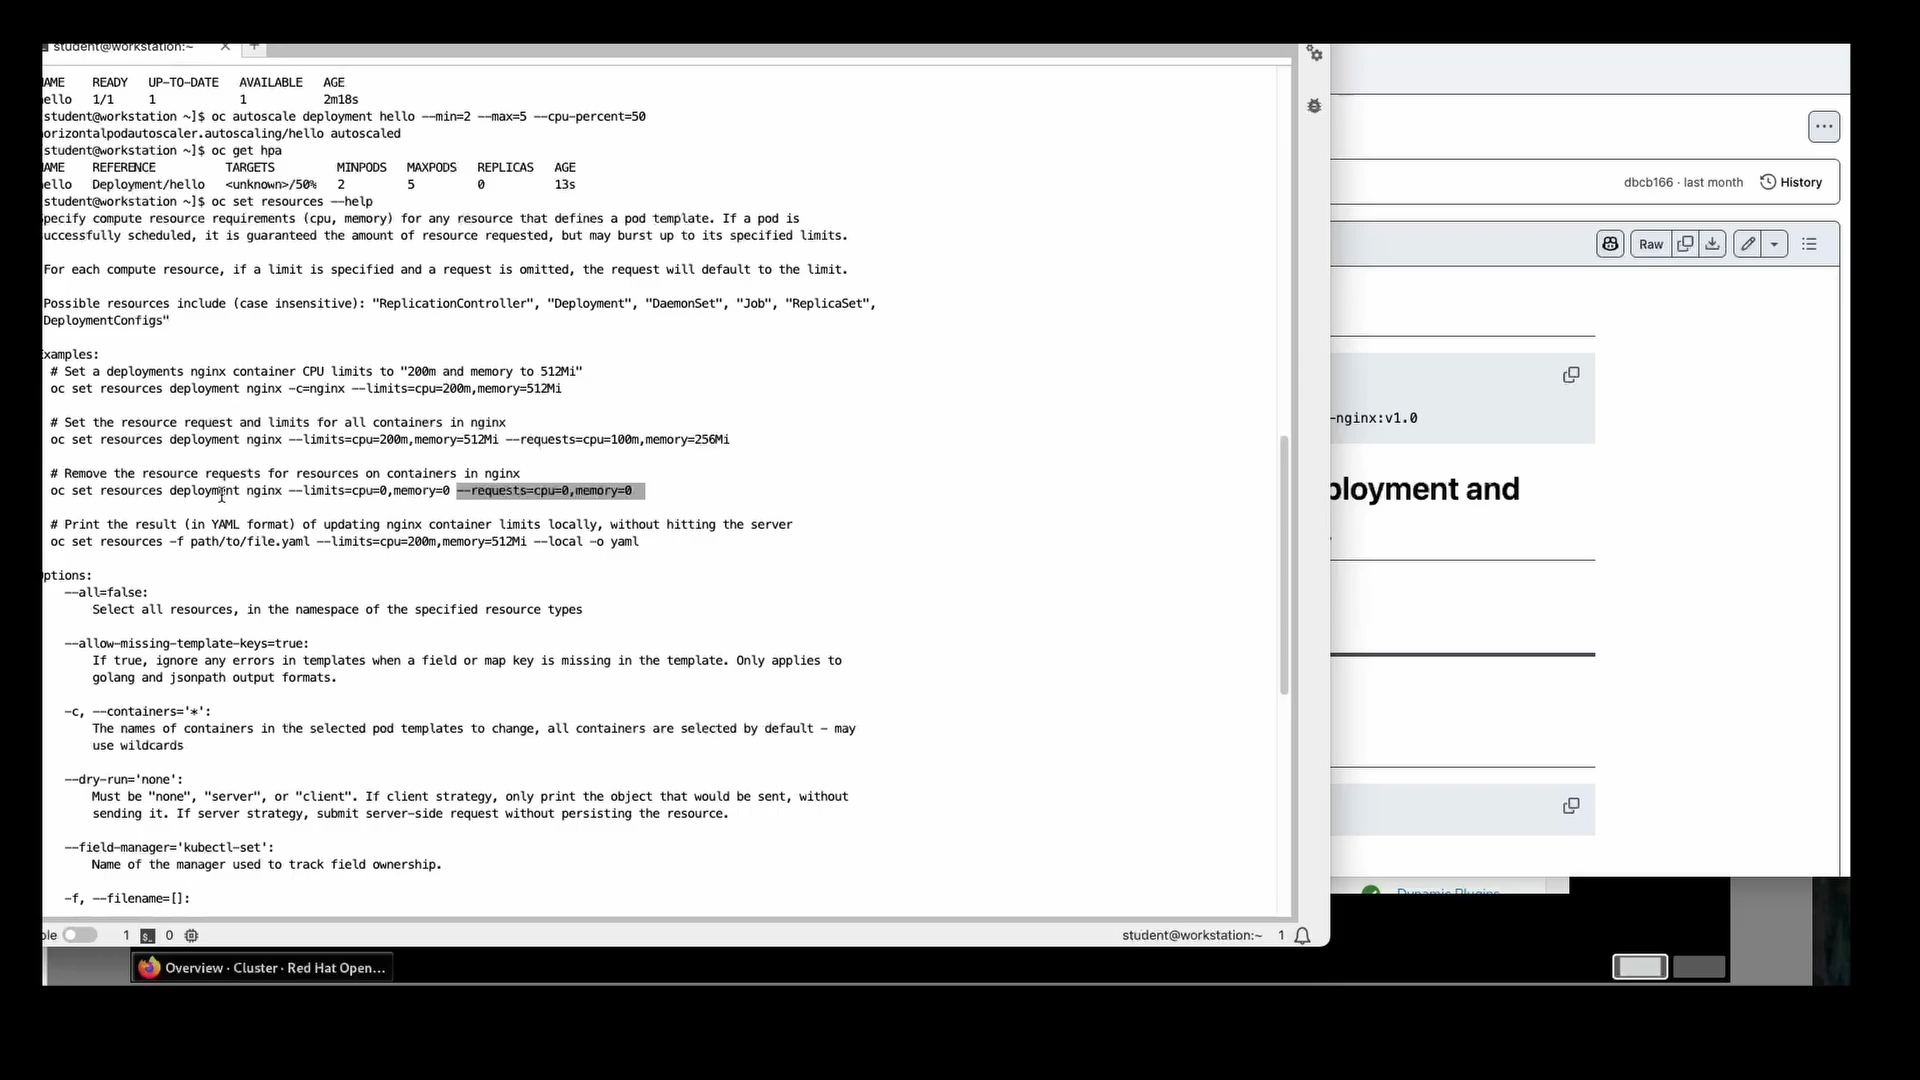 student@workstation:~
AME READY UP-TO-DATE AVAILABLE AGE
ello 1/1 1 1 2m18s
student@workstation ~]$ oc autoscale deployment hello --min=2 --max=5 --cpu-percent=50
orizontalpodautoscaler.autoscaling/hello autoscaled
student@workstation ~]$ oc get hpa
AME REFERENCE TARGETS MINPODS MAXPODS REPLICAS AGE
ello Deployment/hello <unknown>/50% 2 5 0 13s
student@workstation ~]$ oc set resources --help
pecify compute resource requirements (cpu, memory) for any resource that defines a pod template. If a pod is
uccessfully scheduled, it is guaranteed the amount of resource requested, but may burst up to its specified limits.
For each compute resource, if a limit is specified and a request is omitted, the request will default to the limit.
Possible resources include (case insensitive): "ReplicationController", "Deployment", "DaemonSet", "Job", "ReplicaSet",
DeploymentConfigs"
xamples:
# Set a deployments nginx container CPU limits to "200m and memory to 512Mi"
oc set resources deployment nginx -c=nginx --limits=cpu=200m,memory=512Mi
# Set the resource request and limits for all containers in nginx
oc set resources deployment nginx --limits=cpu=200m,memory=512Mi --requests=cpu=100m,memory=256Mi
# Remove the resource requests for resources on containers in nginx
oc set resources deployment nginx --limits=cpu=0,memory=0 --requests=cpu=0,memory=0
# Print the result (in YAML format) of updating nginx container limits locally, without hitting the server
oc set resources -f path/to/file.yaml --limits=cpu=200m,memory=512Mi --local -o yaml
ptions:
--all=false:
Select all resources, in the namespace of the specified resource types
--allow-missing-template-keys=true:
If true, ignore any errors in templates when a field or map key is missing in the template. Only applies to
golang and jsonpath output formats.
-c, --containers='*':
The names of containers in the selected pod templates to change, all containers are selected by default - may
use wildcards
--dry-run='none':
Must be "none", "server", or "client". If client strategy, only print the object that would be sent, without
sending it. If server strategy, submit server-side request without persisting the resource.
--field-manager='kubectl-set':
Name of the manager used to track field ownership.
-f, --filename=[]:
ole 1 0 student@workstation:~ 1
Overview · Cluster · Red Hat Open...
dbcb166 · last month History
Raw
-nginx:v1.0
ployment and
Dynamic Plugins